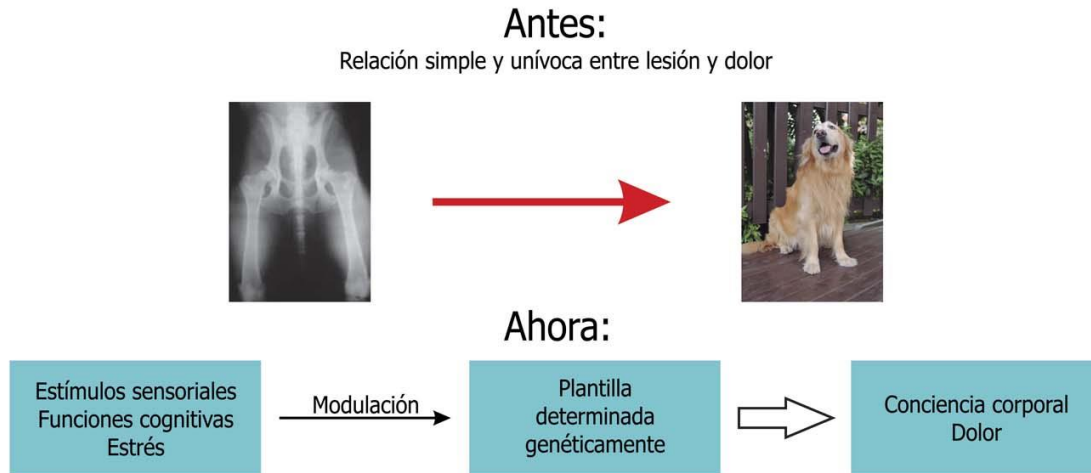 Antes:
Relación simple y unívoca entre lesión y dolor
Ahora:
Estímulos sensoriales
Funciones cognitivas
Estrés
Modulación
Plantilla
determinada
genéticamente
Conciencia corporal
Dolor